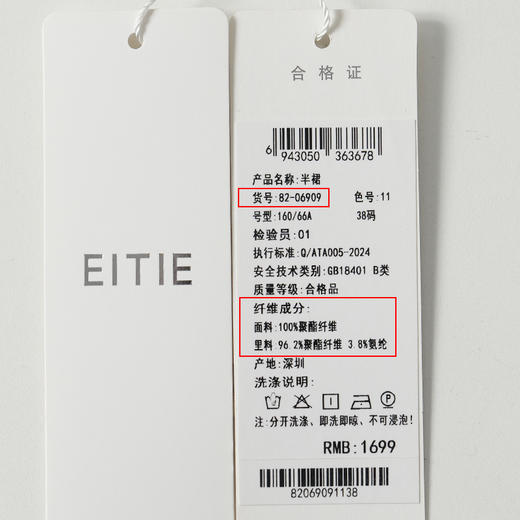 EITIE
合格证
6 943050 363678
产品名称:半裙
货号:82-06909 色号:11
号型:160/66A 38码
检验员:01
执行标准:Q/ATA005-2024
安全技术类别:GB18401 B类
质量等级:合格品
纤维成分:
面料:100%聚酯纤维
里料:96.2%聚酯纤维 3.8%氨纶
产地:深圳
洗涤说明:
注:分开洗涤、即洗即晾、不可浸泡!
RMB:1699
82069091138